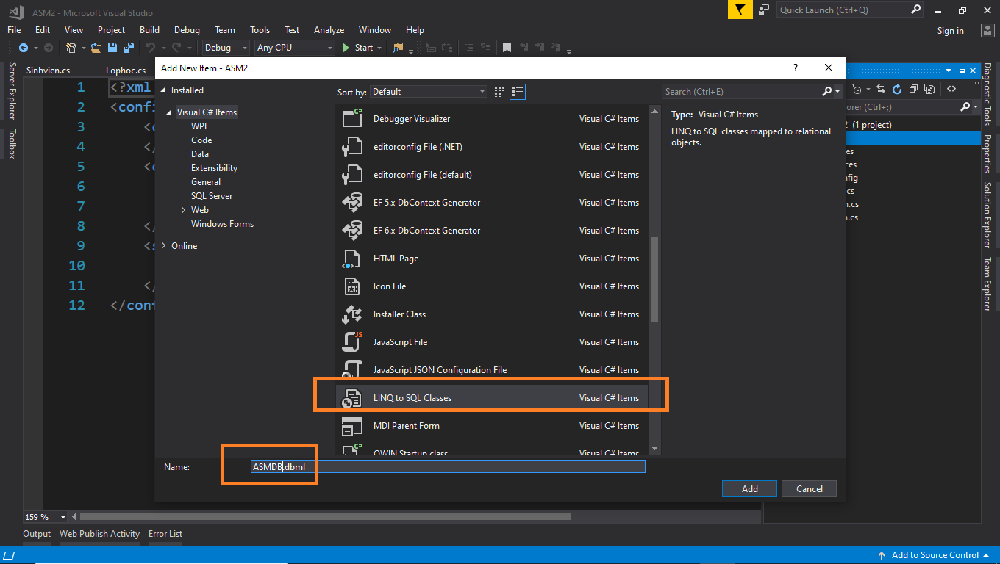 ASM2 - Microsoft Visual Studio
Quick Launch (Ctrl+Q)
File Edit View Project Build Debug Team Tools Test Analyze Window Help
Sign in
Debug Any CPU Start
Server Explorer
Toolbox
Sinhvien.cs Lophoc.cs
1 <?xml
2 <conf
3 <
4 </
5 <
6
7
8 </
9 <s
10
11 </
12 </conf
Add New Item - ASM2
Installed
Visual C# Items
WPF
Code
Data
Extensibility
General
SQL Server
Web
Windows Forms
Online
Sort by: Default
Search (Ctrl+E)
Debugger Visualizer Visual C# Items
editorconfig File (.NET) Visual C# Items
editorconfig File (default) Visual C# Items
EF 5.x DbContext Generator Visual C# Items
EF 6.x DbContext Generator Visual C# Items
HTML Page Visual C# Items
Icon File Visual C# Items
Installer Class Visual C# Items
JavaScript File Visual C# Items
JavaScript JSON Configuration File Visual C# Items
LINQ to SQL Classes Visual C# Items
MDI Parent Form Visual C# Items
OWIN Startup class Visual C# Items
Type: Visual C# Items
LINQ to SQL classes mapped to relational
objects.
Name: ASMDB.dbml
Add Cancel
orer (Ctrl+;)
2' (1 project)
es
ces
nfig
.cs
n.cs
n.cs
Diagnostic Tools
Properties
Solution Explorer
Team Explorer
159 %
Output Web Publish Activity Error List
Add to Source Control